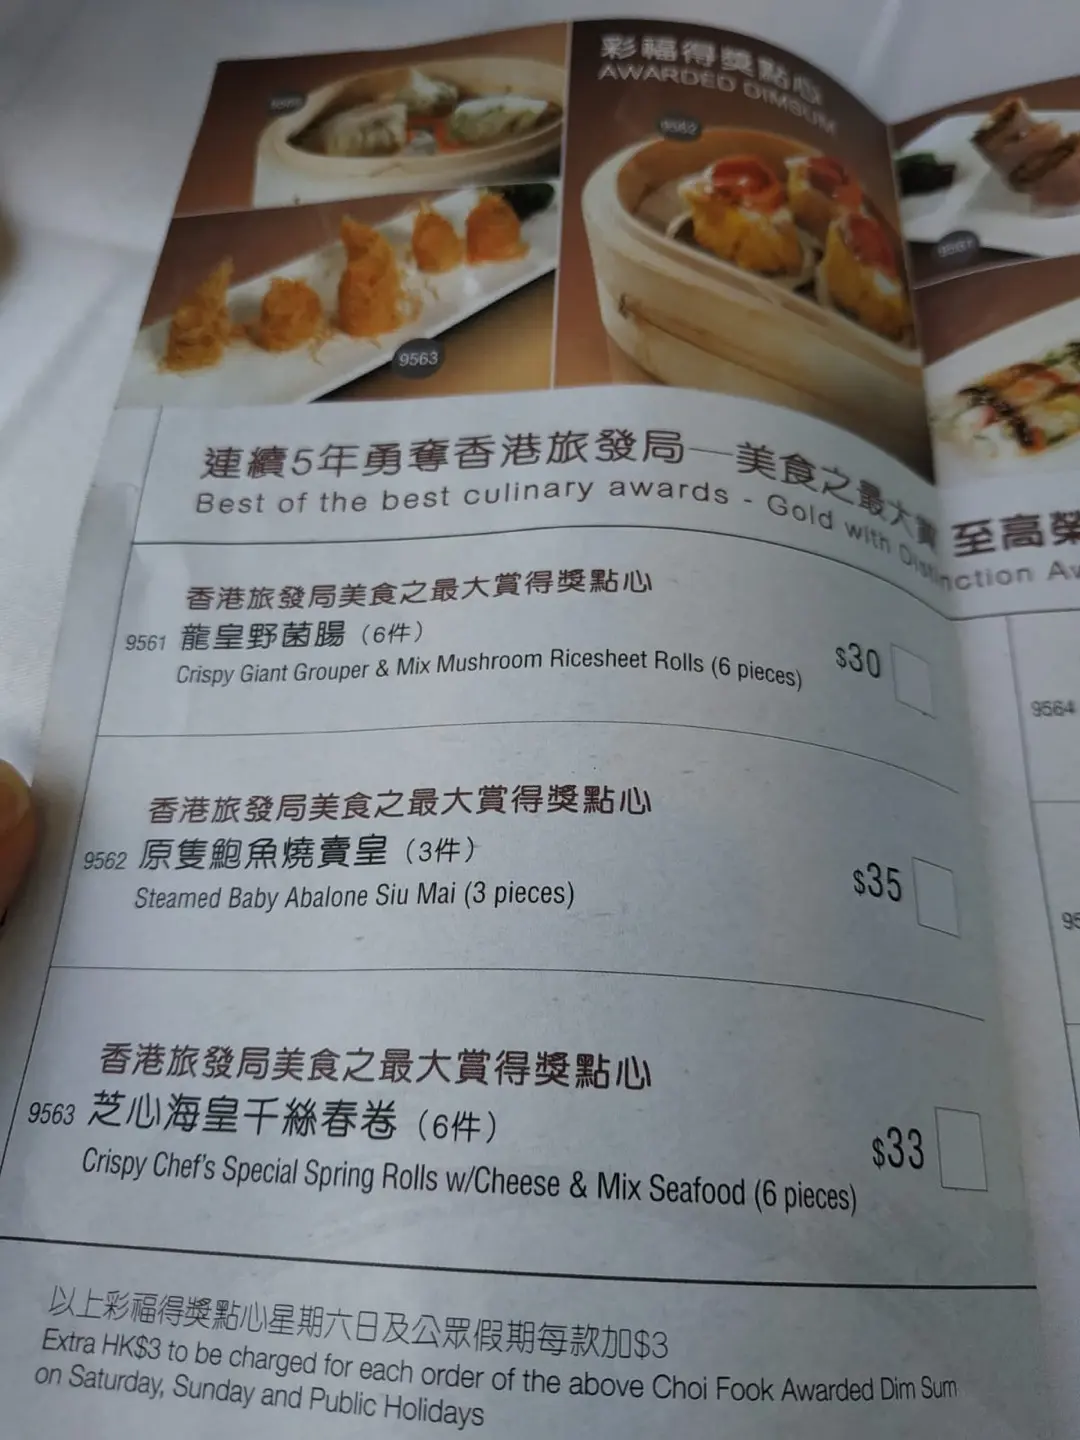 彩福得獎點心
AWARDED DIMSUM
9562
9561
9563
連續5年勇奪香港旅發局—美食之最大賞
Best of the best culinary awards - Gold with Distinction Aw
至高榮
香港旅發局美食之最大賞得獎點心
9561 龍皇野菌腸（6件）
Crispy Giant Grouper & Mix Mushroom Ricesheet Rolls (6 pieces)
$30
9564
香港旅發局美食之最大賞得獎點心
9562 原隻鮑魚燒賣皇（3件）
Steamed Baby Abalone Siu Mai (3 pieces)
$35
95
香港旅發局美食之最大賞得獎點心
9563 芝心海皇千絲春卷（6件）
Crispy Chef's Special Spring Rolls w/Cheese & Mix Seafood (6 pieces)
$33
以上彩福得獎點心星期六日及公眾假期每款加$3
Extra HK$3 to be charged for each order of the above Choi Fook Awarded Dim Sum
on Saturday, Sunday and Public Holidays